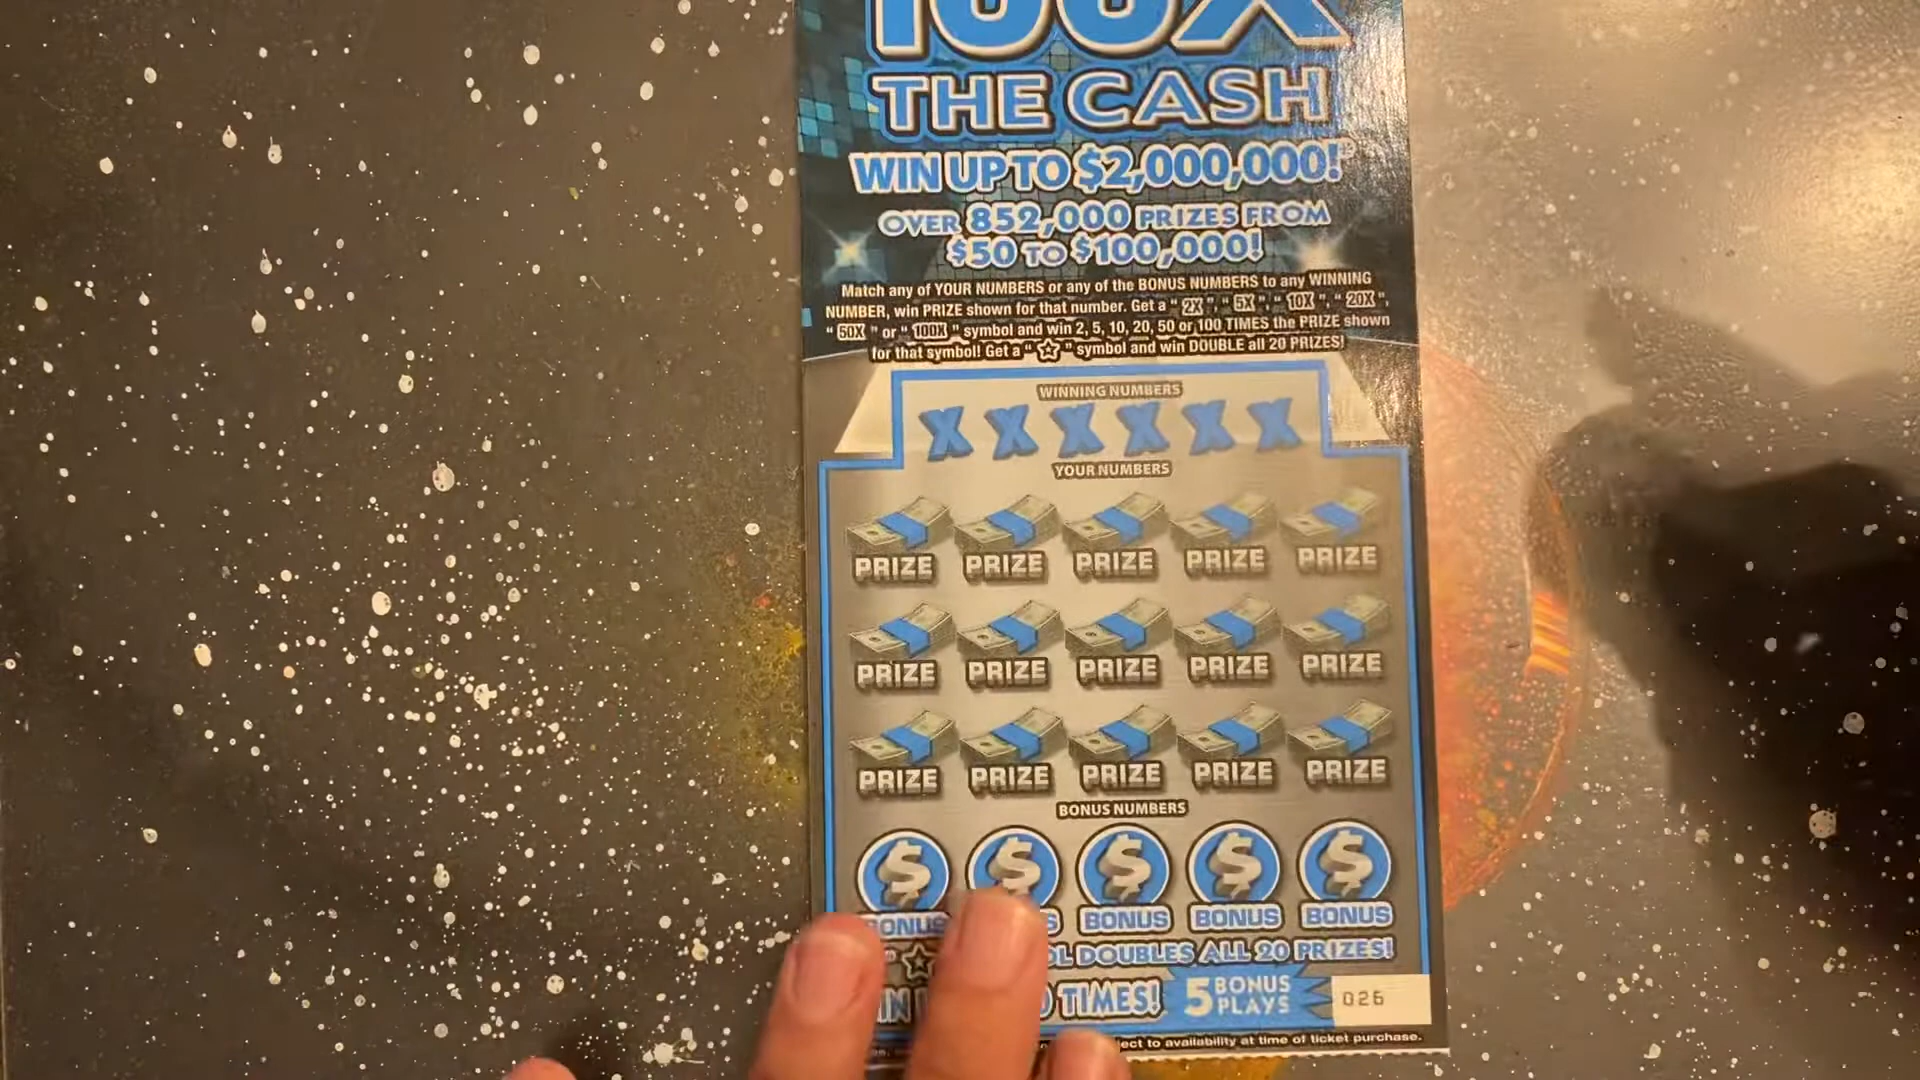 100X
THE CASH
WIN UP TO $2,000,000!
OVER 852,000 PRIZES FROM
$50 TO $100,000!
Match any of YOUR NUMBERS or any of the BONUS NUMBERS to any WINNING
NUMBER, win PRIZE shown for that number. Get a "2X", "5X", "10X", "20X",
"50X" or "100X" symbol and win 2, 5, 10, 20, 50 or 100 TIMES the PRIZE shown
for that symbol! Get a "☆" symbol and win DOUBLE all 20 PRIZES!
WINNING NUMBERS
X X X X X X
YOUR NUMBERS
PRIZE PRIZE PRIZE PRIZE PRIZE
PRIZE PRIZE PRIZE PRIZE PRIZE
PRIZE PRIZE PRIZE PRIZE PRIZE
BONUS NUMBERS
$ $ $ $ $
BONUS BONUS BONUS BONUS
DOUBLES ALL 20 PRIZES!
TIMES! 5 BONUS PLAYS 026
to availability at time of ticket purchase.